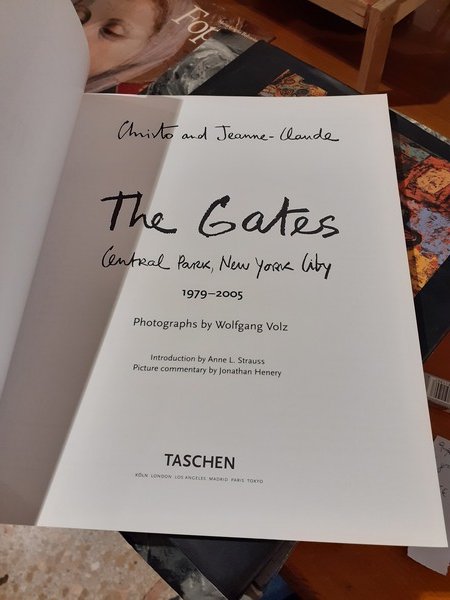 Christo and Jeanne-Claude
The Gates
Central Park, New York City
1979–2005
Photographs by Wolfgang Volz
Introduction by Anne L. Strauss
Picture commentary by Jonathan Henery
TASCHEN
KÖLN LONDON LOS ANGELES MADRID PARIS TOKYO